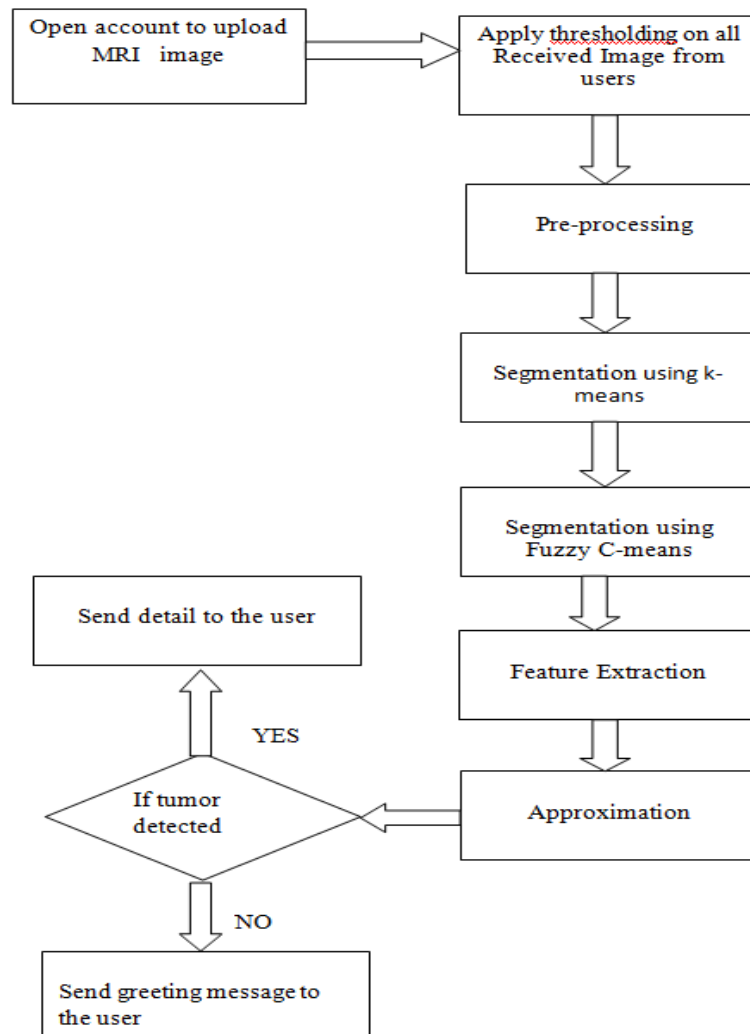 Open account to upload
MRI image
Apply thresholding on all
Received Image from
users
Pre-processing
Segmentation using k-
means
Segmentation using
Fuzzy C-means
Feature Extraction
Approximation
If tumor
detected
YES
Send detail to the user
NO
Send greeting message to
the user